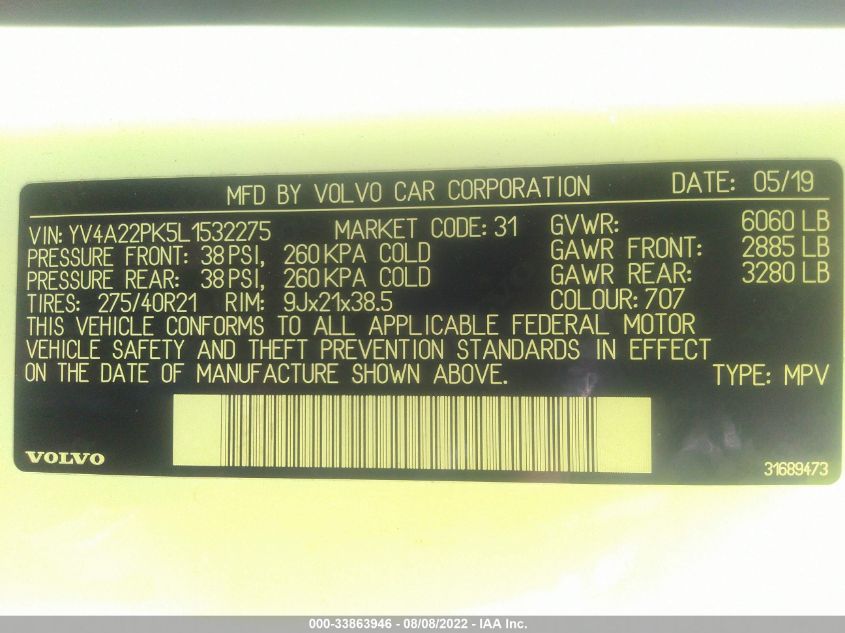 MFD BY VOLVO CAR CORPORATION DATE: 05/19
VIN: YV4A22PK5L1532275 MARKET CODE: 31 GVWR: 6060 LB
PRESSURE FRONT: 38 PSI, 260 KPA COLD GAWR FRONT: 2885 LB
PRESSURE REAR: 38 PSI, 260 KPA COLD GAWR REAR: 3280 LB
TIRES: 275/40R21 RIM: 9Jx21x38.5 COLOUR: 707
THIS VEHICLE CONFORMS TO ALL APPLICABLE FEDERAL MOTOR
VEHICLE SAFETY AND THEFT PREVENTION STANDARDS IN EFFECT
ON THE DATE OF MANUFACTURE SHOWN ABOVE. TYPE: MPV
VOLVO 31689473
000-33863946 - 08/08/2022 - IAA Inc.